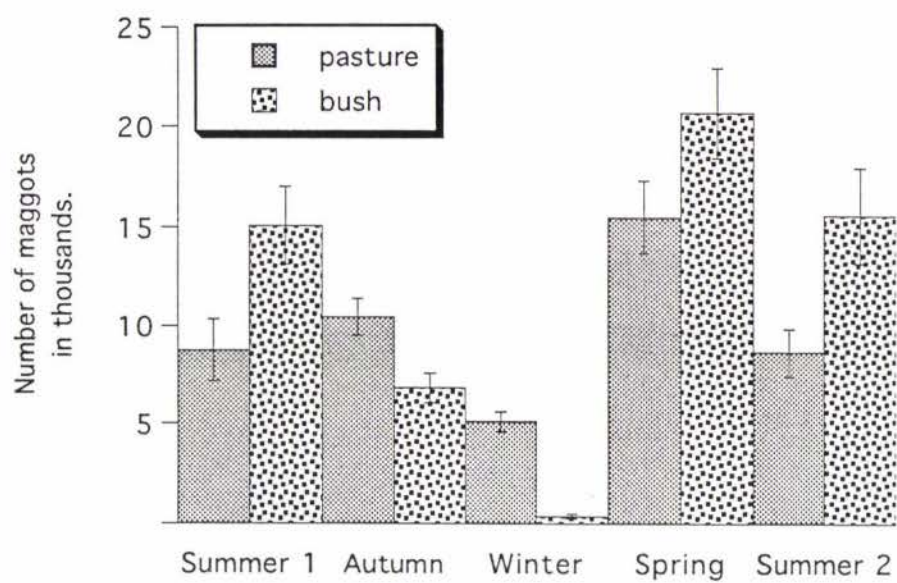 25
20
15
10
5
Number of maggots
in thousands.
pasture
bush
Summer 1 Autumn Winter Spring Summer 2